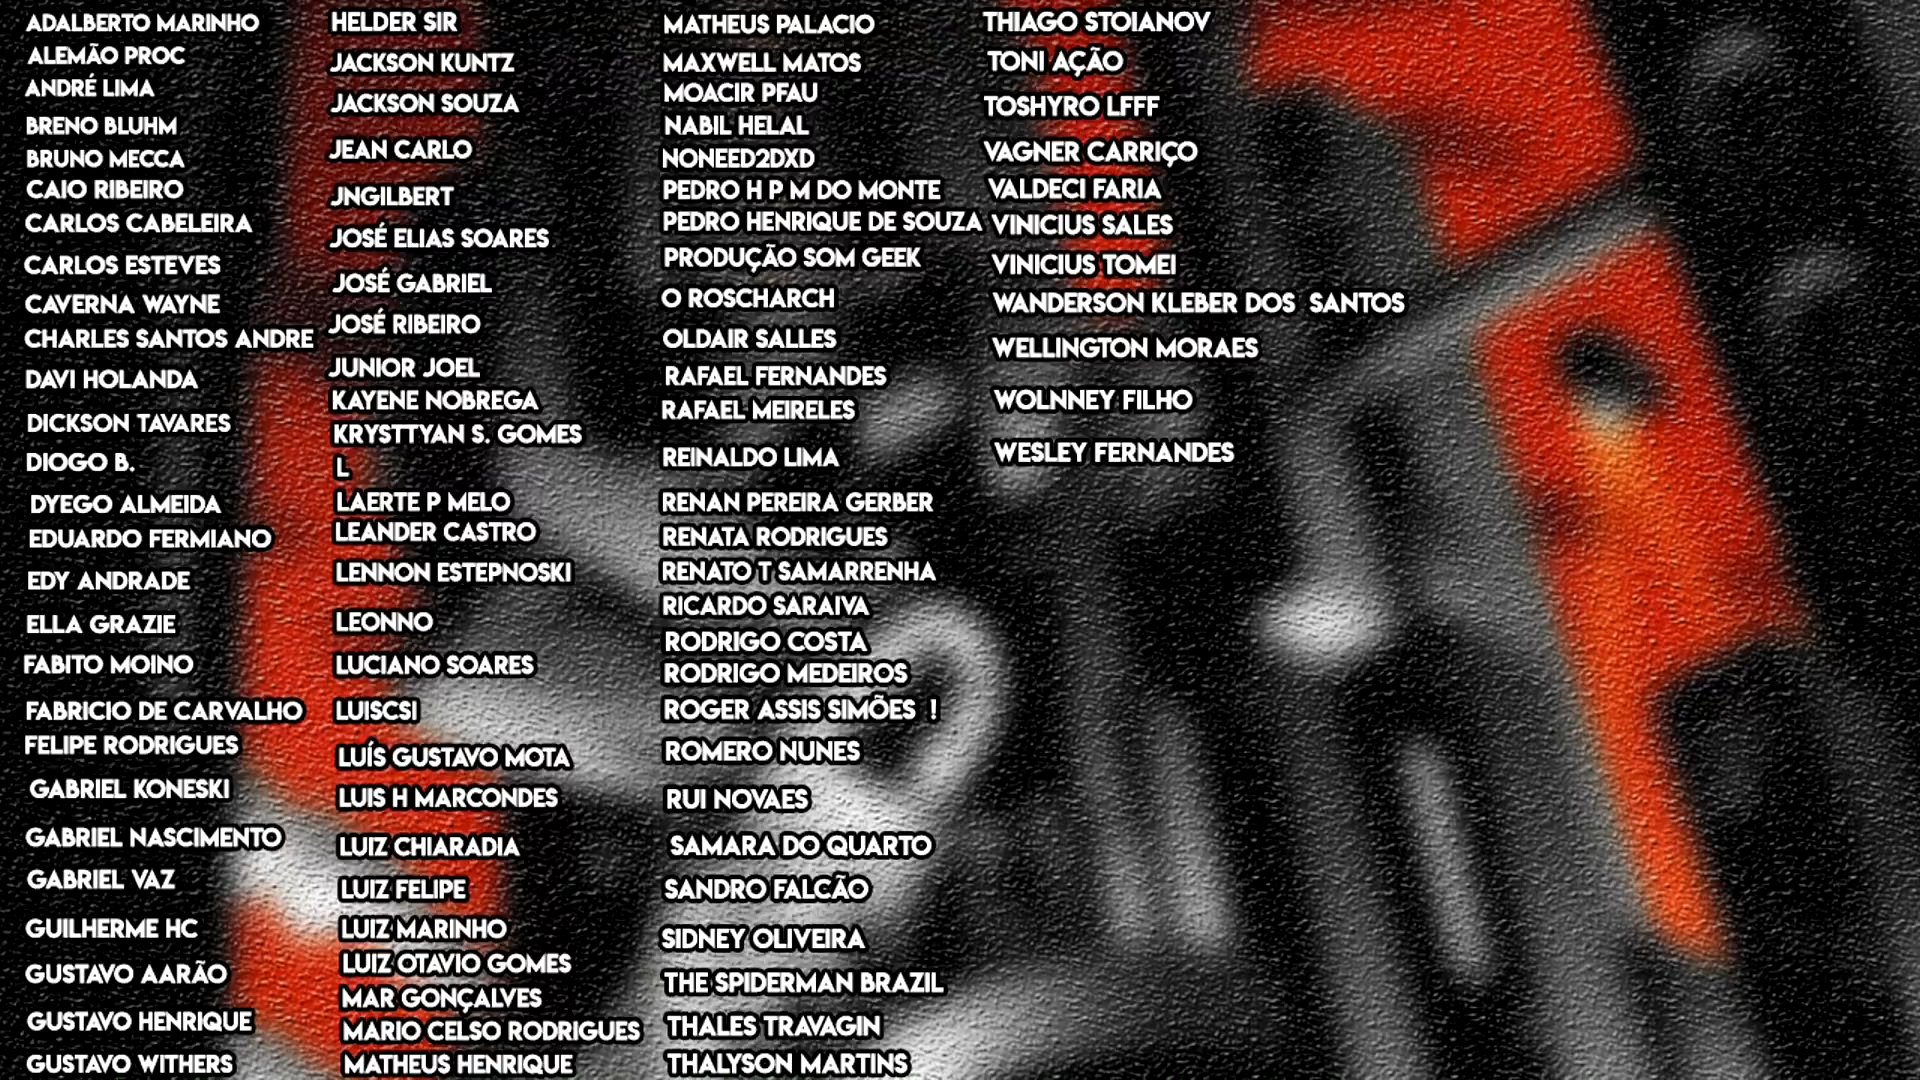 ADALBERTO MARINHO
ALEMÃO PROC
ANDRÉ LIMA
BRENO BLUHM
BRUNO MECCA
CAIO RIBEIRO
CARLOS CABELEIRA
CARLOS ESTEVES
CAVERNA WAYNE
CHARLES SANTOS ANDRE
DAVI HOLANDA
DICKSON TAVARES
DIOGO B.
DYEGO ALMEIDA
EDUARDO FERMIANO
EDY ANDRADE
ELLA GRAZIE
FABITO MOINO
FABRICIO DE CARVALHO
FELIPE RODRIGUES
GABRIEL KONESKI
GABRIEL NASCIMENTO
GABRIEL VAZ
GUILHERME HC
GUSTAVO AARÃO
GUSTAVO HENRIQUE
GUSTAVO WITHERS
HELDER SIR
JACKSON KUNTZ
JACKSON SOUZA
JEAN CARLO
JNGILBERT
JOSÉ ELIAS SOARES
JOSÉ GABRIEL
JOSÉ RIBEIRO
JUNIOR JOEL
KAYENE NOBREGA
KRYSTTYAN S. GOMES
L
LAERTE P MELO
LEANDER CASTRO
LENNON ESTEPNOSKI
LEONNO
LUCIANO SOARES
LUISCSI
LUÍS GUSTAVO MOTA
LUIS H MARCONDES
LUIZ CHIARADIA
LUIZ FELIPE
LUIZ MARINHO
LUIZ OTAVIO GOMES
MAR GONÇALVES
MARIO CELSO RODRIGUES
MATHEUS HENRIQUE
MATHEUS PALACIO
MAXWELL MATOS
MOACIR PFAU
NABIL HELAL
NONEED2DXD
PEDRO H P M DO MONTE
PEDRO HENRIQUE DE SOUZA
PRODUÇÃO SOM GEEK
O ROSCHARCH
OLDAIR SALLES
RAFAEL FERNANDES
RAFAEL MEIRELES
REINALDO LIMA
RENAN PEREIRA GERBER
RENATA RODRIGUES
RENATO T SAMARRENHA
RICARDO SARAIVA
RODRIGO COSTA
RODRIGO MEDEIROS
ROGER ASSIS SIMÕES !
ROMERO NUNES
RUI NOVAES
SAMARA DO QUARTO
SANDRO FALCÃO
SIDNEY OLIVEIRA
THE SPIDERMAN BRAZIL
THALES TRAVAGIN
THALYSON MARTINS
THIAGO STOIANOV
TONI AÇÃO
TOSHYRO LFFF
VAGNER CARRIÇO
VALDECI FARIA
VINICIUS SALES
VINICIUS TOMEI
WANDERSON KLEBER DOS SANTOS
WELLINGTON MORAES
WOLNNEY FILHO
WESLEY FERNANDES